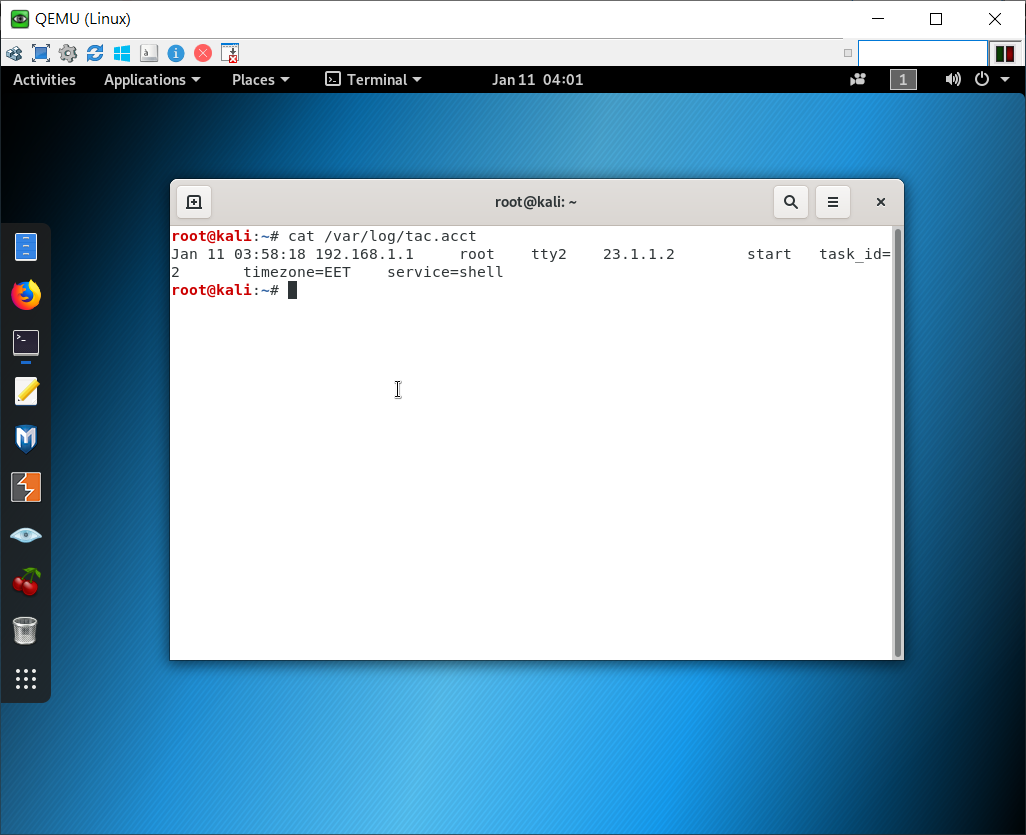 QEMU (Linux)
Activities Applications Places Terminal Jan 11 04:01 1
root@kali: ~
root@kali:~# cat /var/log/tac.acct
Jan 11 03:58:18 192.168.1.1 root tty2 23.1.1.2 start task_id=
2 timezone=EET service=shell
root@kali:~#